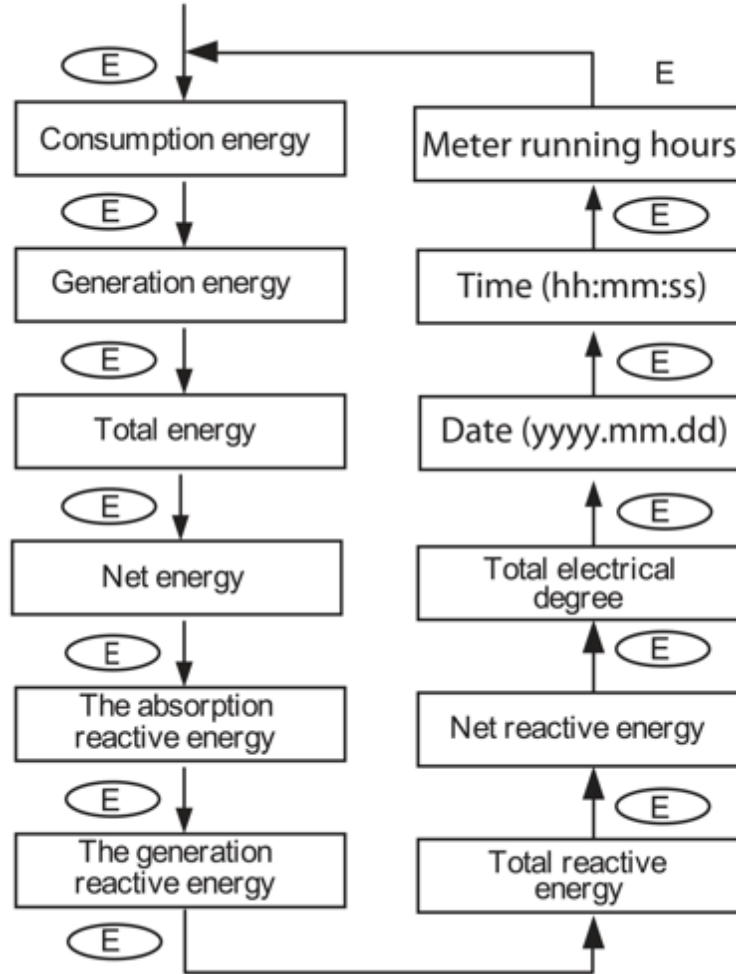 E
Consumption energy
E
Generation energy
E
Total energy
E
Net energy
E
The absorption
reactive energy
E
The generation
reactive energy
E
Total reactive
energy
E
Net reactive energy
E
Total electrical
degree
E
Date (yyyy.mm.dd)
E
Time (hh:mm:ss)
E
Meter running hours
E